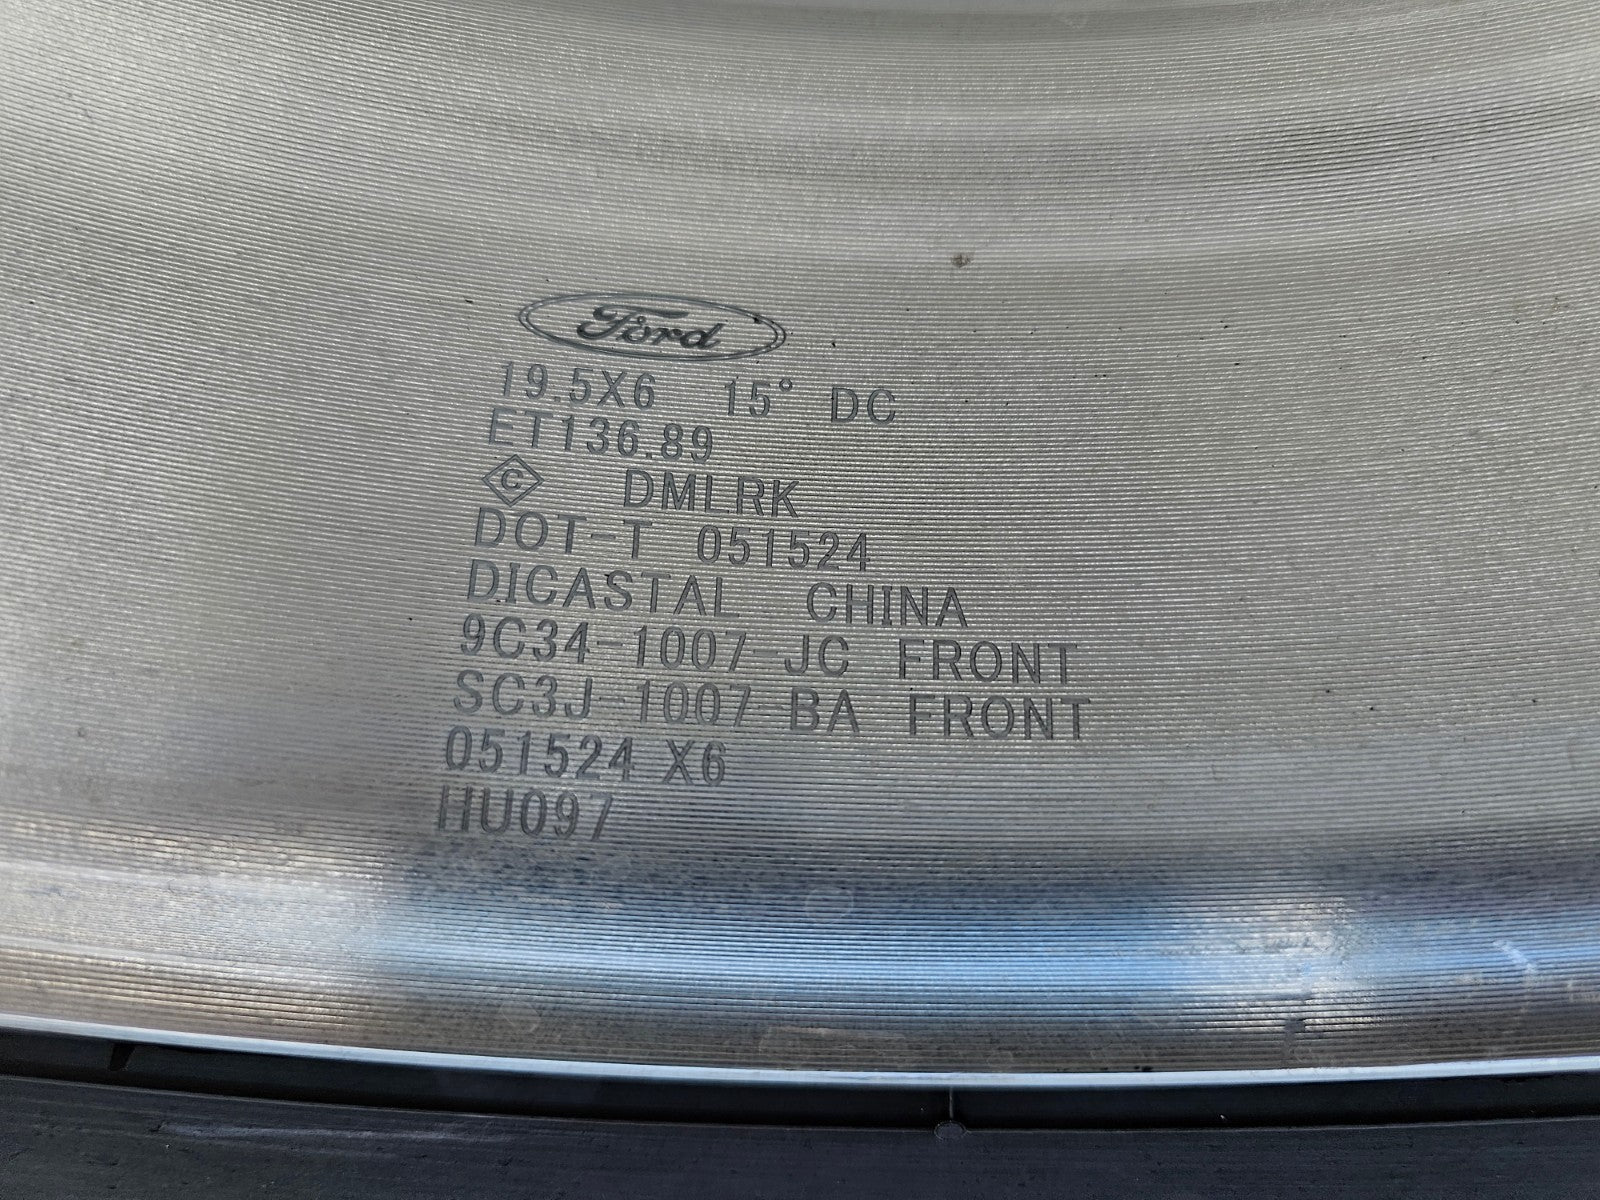 Ford
19.5X6 15° DC
ET136.89
C DMLRK
DOT-T 051524
DICASTAL CHINA
9C34-1007-JC FRONT
SC3J-1007-BA FRONT
051524 X6
HU097